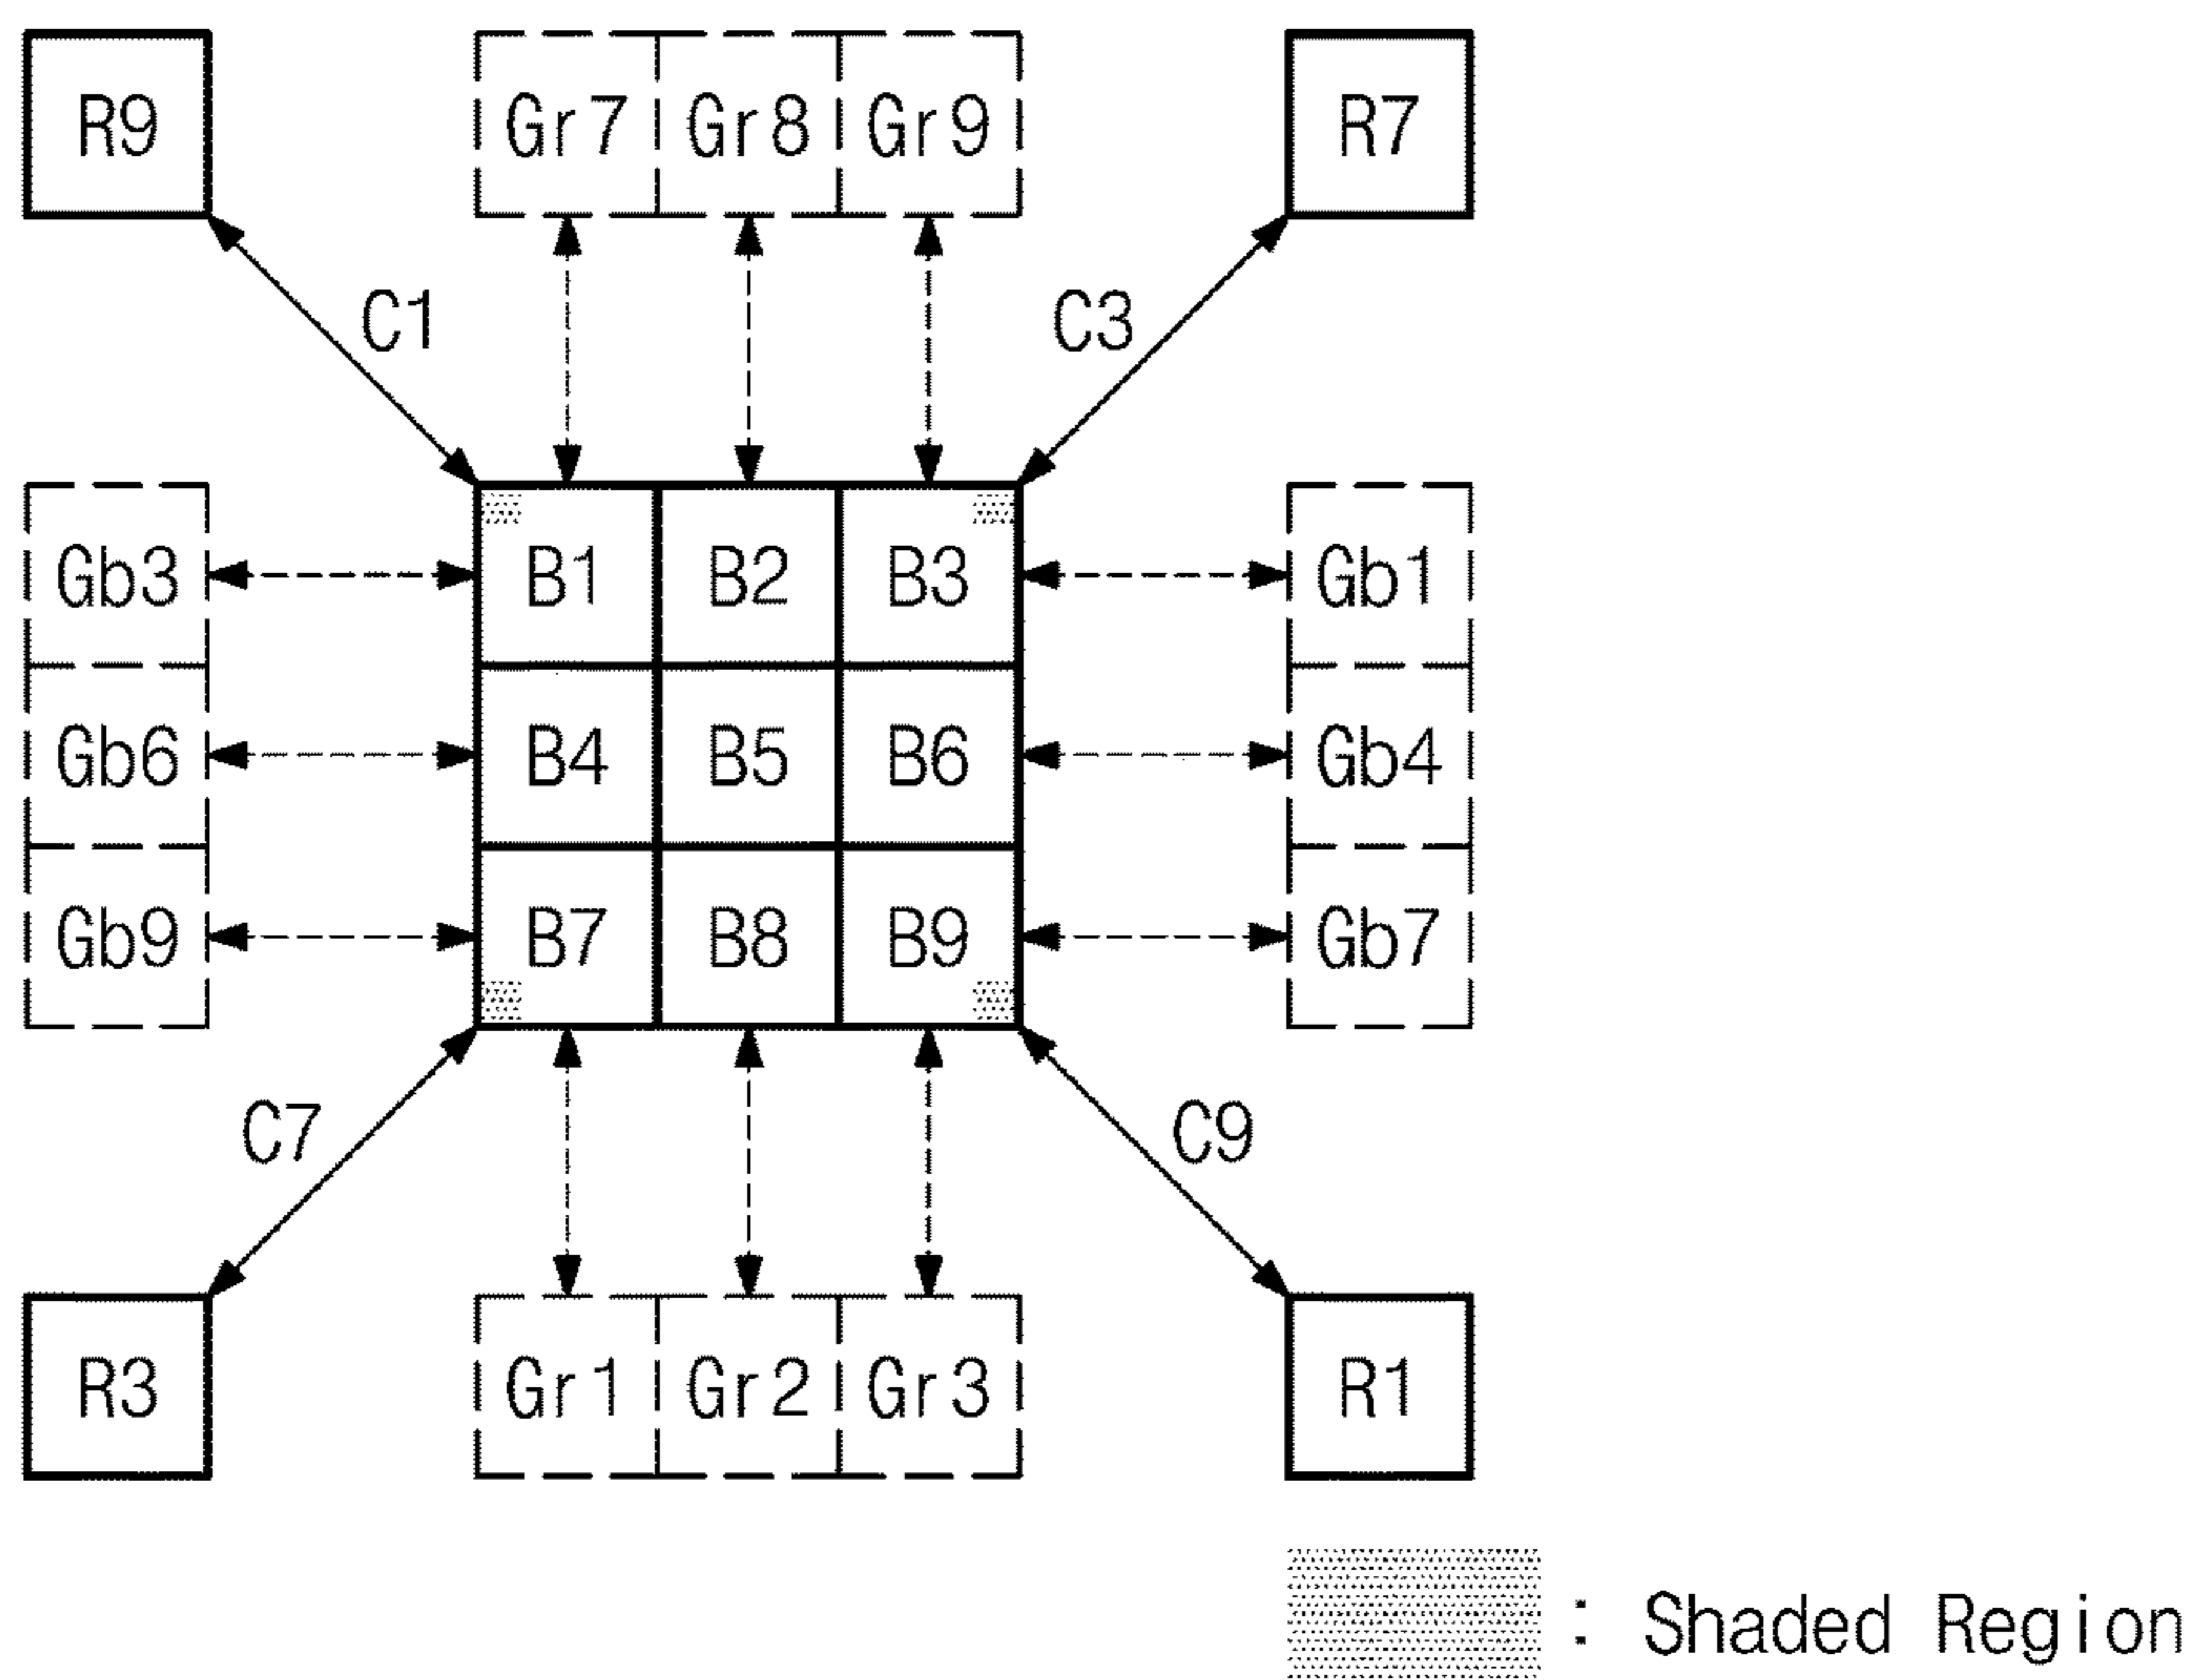 R9 Gr7 Gr8 Gr9 R7
C1 C3
Gb3 B1 B2 B3 Gb1
Gb6 B4 B5 B6 Gb4
Gb9 B7 B8 B9 Gb7
C7 C9
R3 Gr1 Gr2 Gr3 R1
: Shaded Region